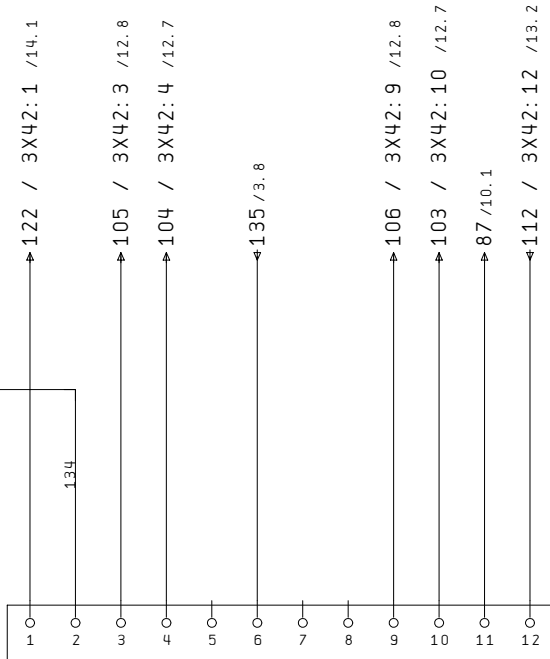 122 / 3X42:1 /14.1
105 / 3X42:3 /12.8
104 / 3X42:4 /12.7
135 /3.8
106 / 3X42:9 /12.8
103 / 3X42:10 /12.7
87 /10.1
112 / 3X42:12 /13.2
134
1 2 3 4 5 6 7 8 9 10 11 12